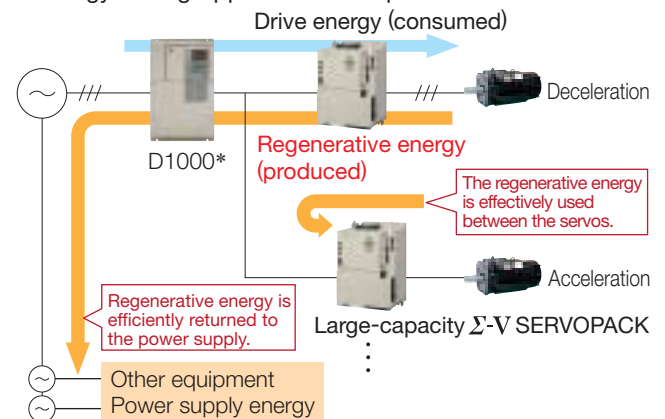 Drive energy (consumed)
Deceleration
D1000*
Regenerative energy
(produced)
The regenerative energy
is effectively used
between the servos.
Acceleration
Regenerative energy is
efficiently returned to
the power supply.
Large-capacity Σ-V SERVOPACK
Other equipment
Power supply energy